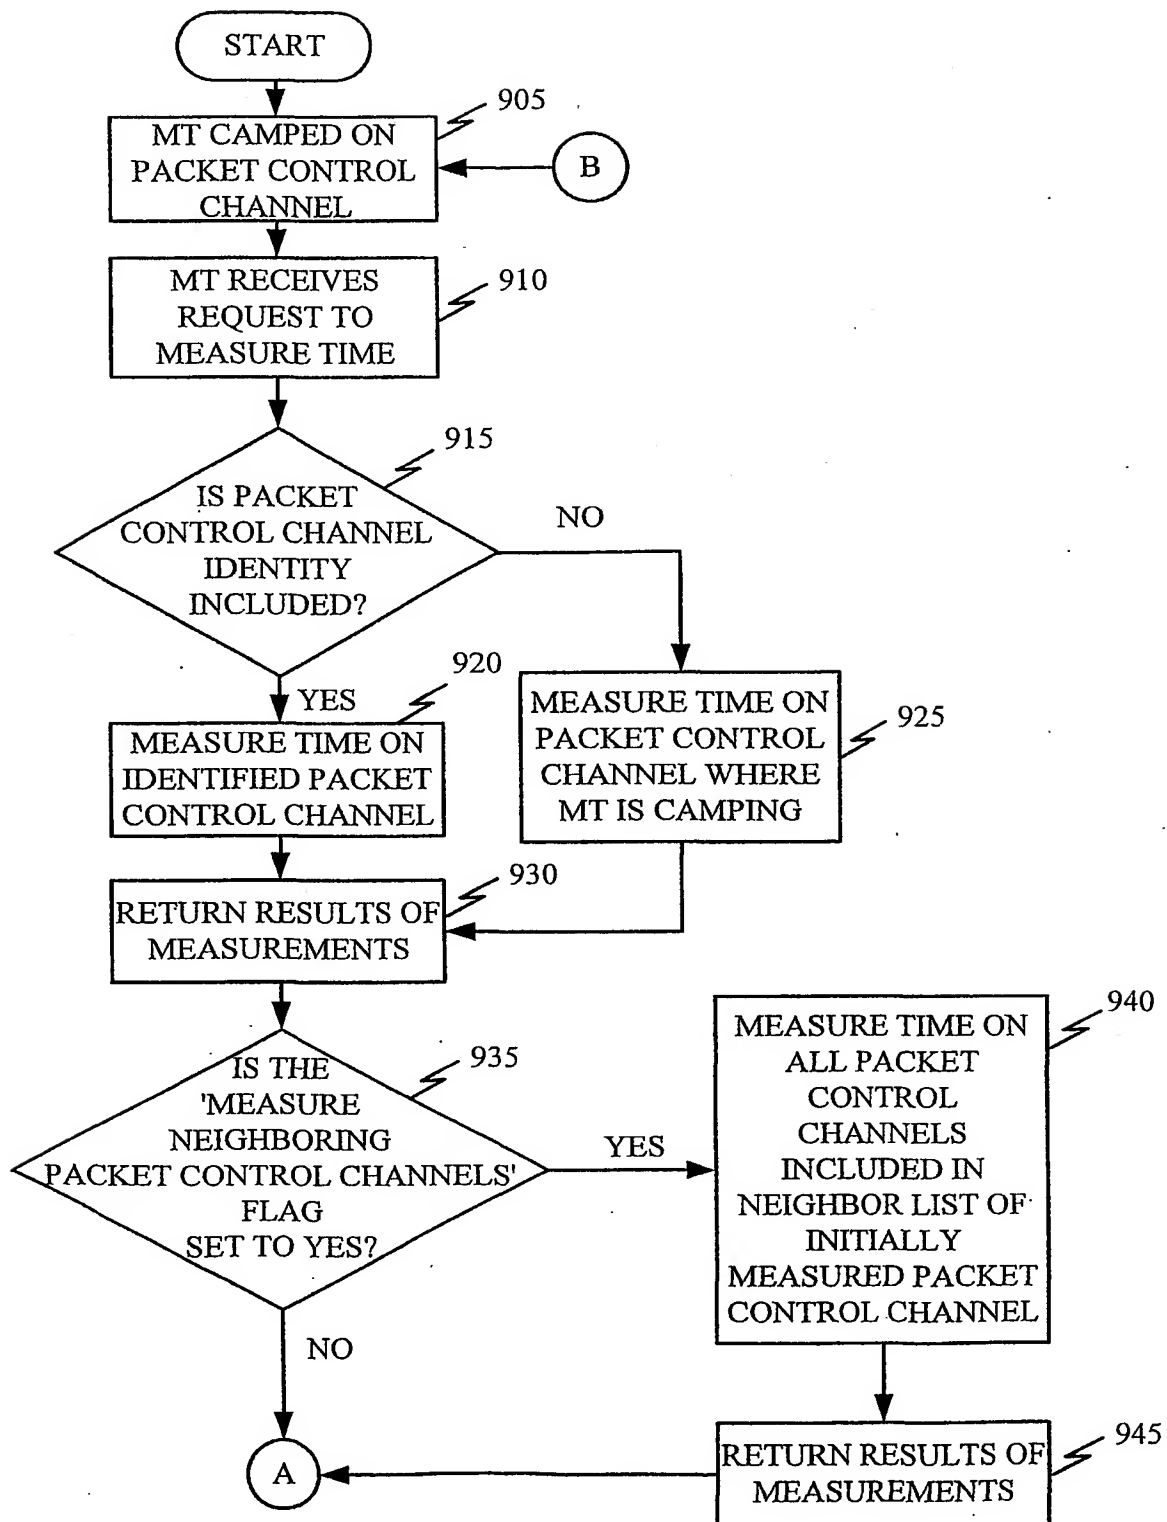 START
905
MT CAMPED ON
PACKET CONTROL
CHANNEL
B
MT RECEIVES
REQUEST TO
MEASURE TIME
910
915
IS PACKET
CONTROL CHANNEL
IDENTITY
INCLUDED?
NO
YES
920
MEASURE TIME ON
IDENTIFIED PACKET
CONTROL CHANNEL
MEASURE TIME ON
PACKET CONTROL
CHANNEL WHERE
MT IS CAMPING
925
930
RETURN RESULTS OF
MEASUREMENTS
935
IS THE
'MEASURE
NEIGHBORING
PACKET CONTROL CHANNELS'
FLAG
SET TO YES?
YES
NO
940
MEASURE TIME ON
ALL PACKET
CONTROL
CHANNELS
INCLUDED IN
NEIGHBOR LIST OF
INITIALLY
MEASURED PACKET
CONTROL CHANNEL
945
RETURN RESULTS OF
MEASUREMENTS
A